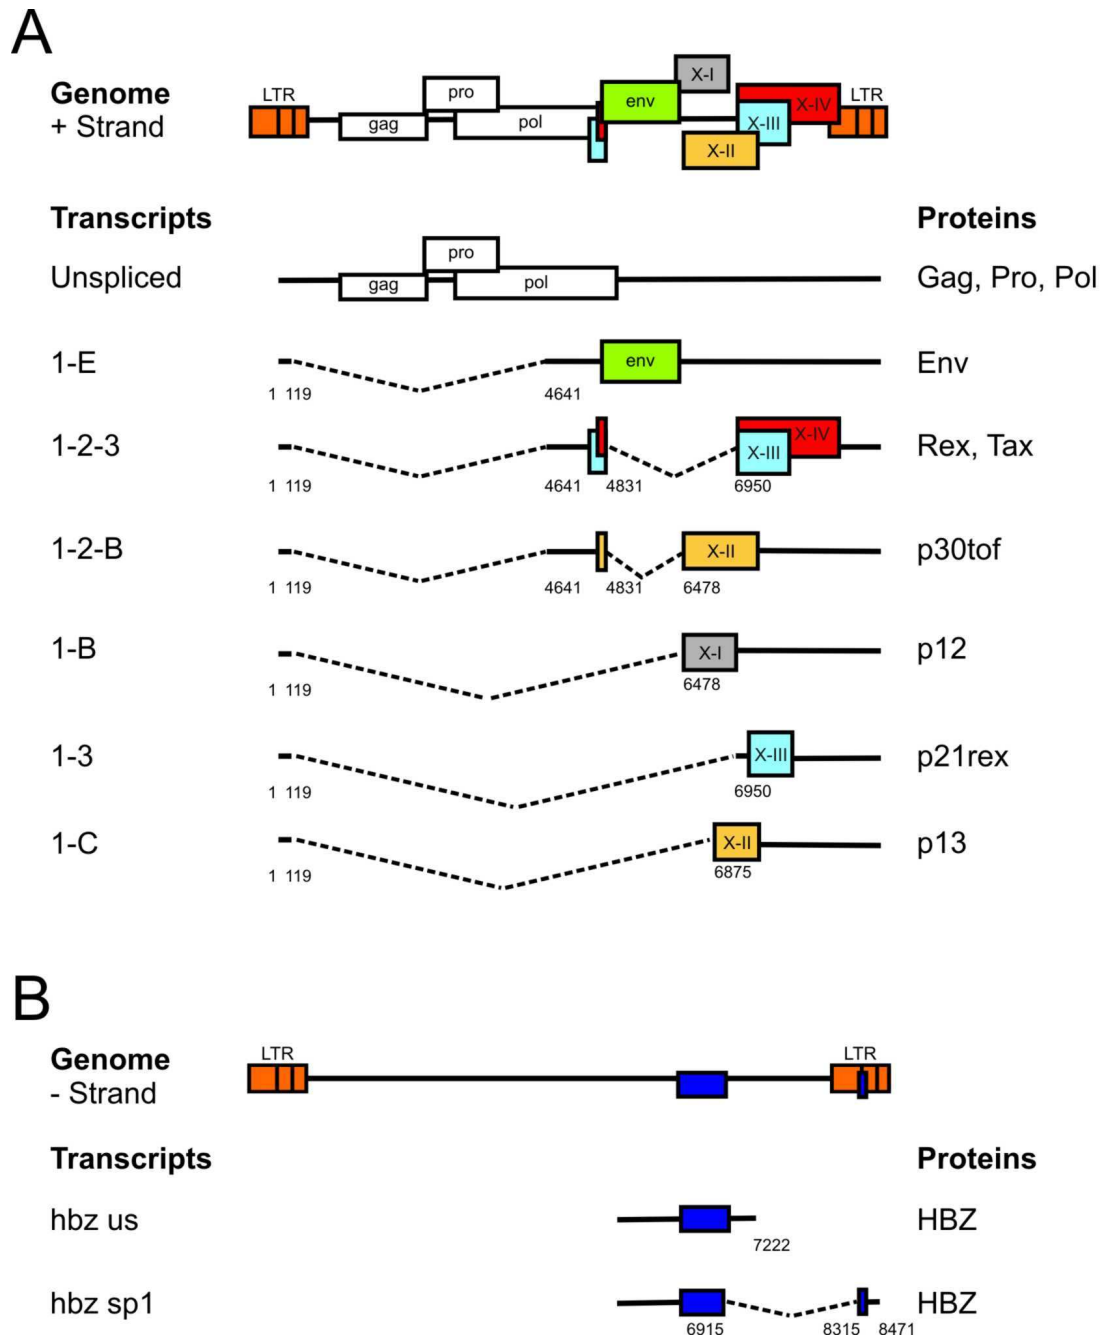 A
Genome
+ Strand
LTR
gag
pro
pol
env
X-I
X-II
X-III
X-IV
LTR
Transcripts
Proteins
Unspliced
gag
pro
pol
Gag, Pro, Pol
1-E
1 119
4641
env
Env
1-2-3
1 119
4641
4831
X-III
X-IV
6950
Rex, Tax
1-2-B
1 119
4641
4831
X-II
6478
p30tof
1-B
1 119
X-I
6478
p12
1-3
1 119
X-III
6950
p21rex
1-C
1 119
X-II
6875
p13
B
Genome
- Strand
LTR
LTR
Transcripts
Proteins
hbz us
7222
HBZ
hbz sp1
6915
8315
8471
HBZ